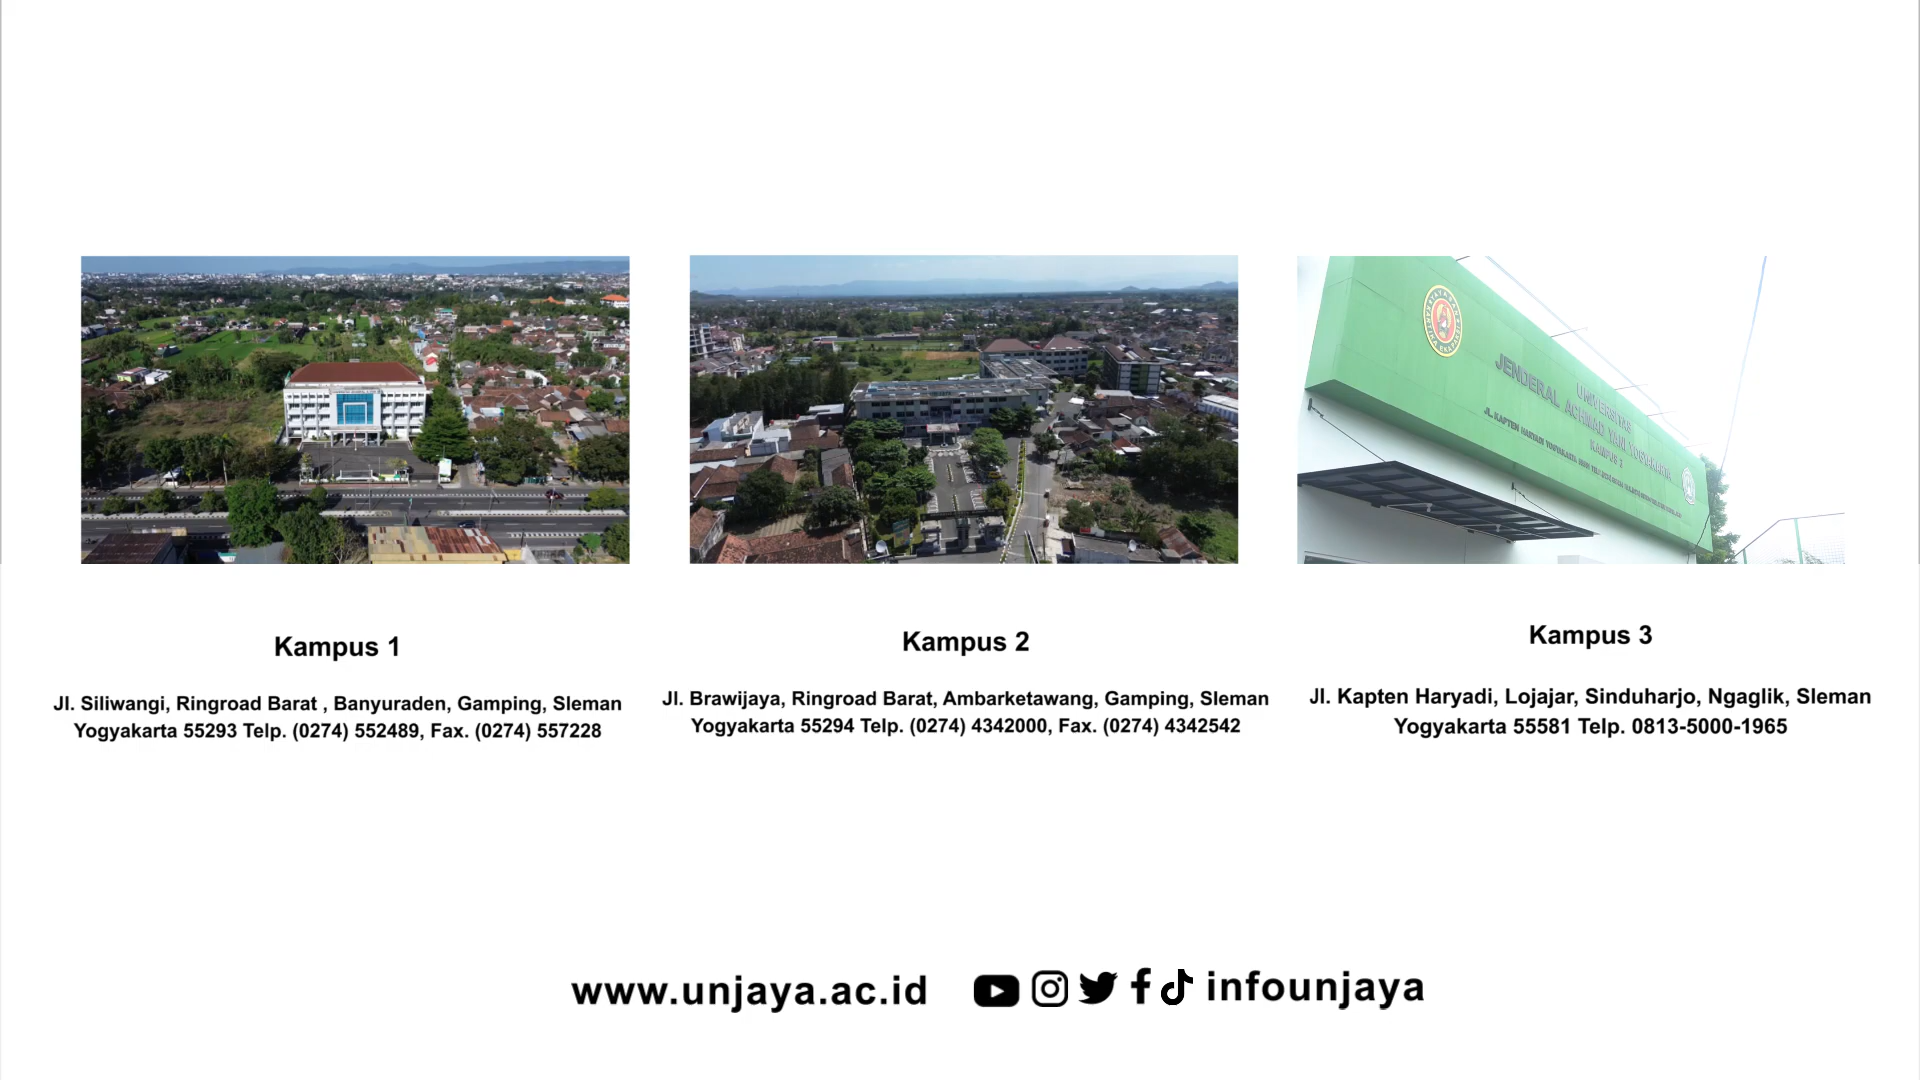 UNIVERSITAS
JENDERAL ACHMAD YANI YOGYAKARTA
KAMPUS 3
Kampus 1
Jl. Siliwangi, Ringroad Barat , Banyuraden, Gamping, Sleman
Yogyakarta 55293 Telp. (0274) 552489, Fax. (0274) 557228
Kampus 2
Jl. Brawijaya, Ringroad Barat, Ambarketawang, Gamping, Sleman
Yogyakarta 55294 Telp. (0274) 4342000, Fax. (0274) 4342542
Kampus 3
Jl. Kapten Haryadi, Lojajar, Sinduharjo, Ngaglik, Sleman
Yogyakarta 55581 Telp. 0813-5000-1965
www.unjaya.ac.id
infounjaya